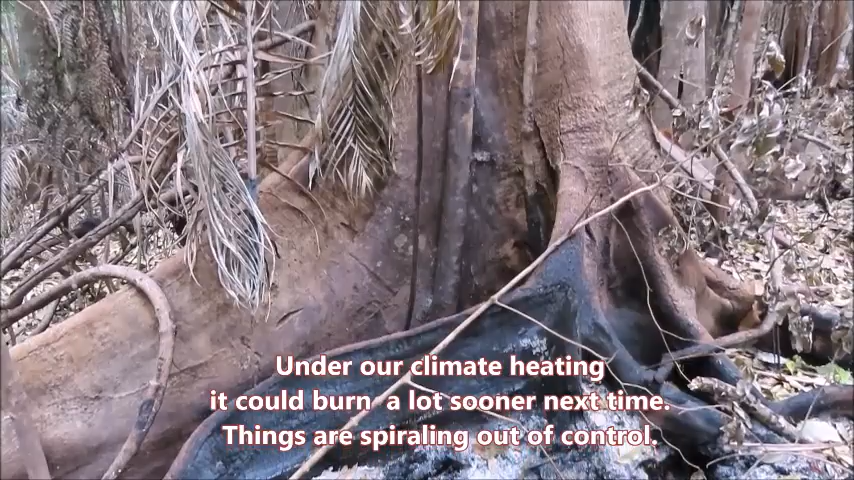 Under our climate heating
it could burn a lot sooner next time.
Things are spiraling out of control.